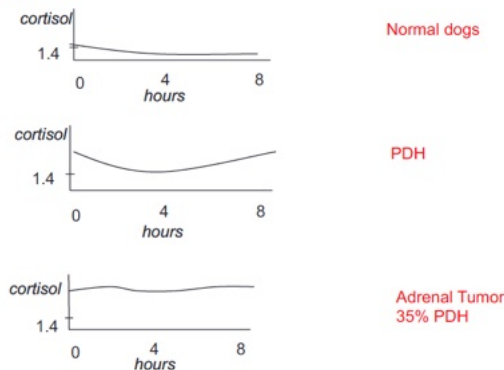 cortisol
Normal dogs
1.4
0 4 8
hours
cortisol
PDH
1.4
0 4 8
hours
cortisol
Adrenal Tumor
35% PDH
1.4
0 4 8
hours